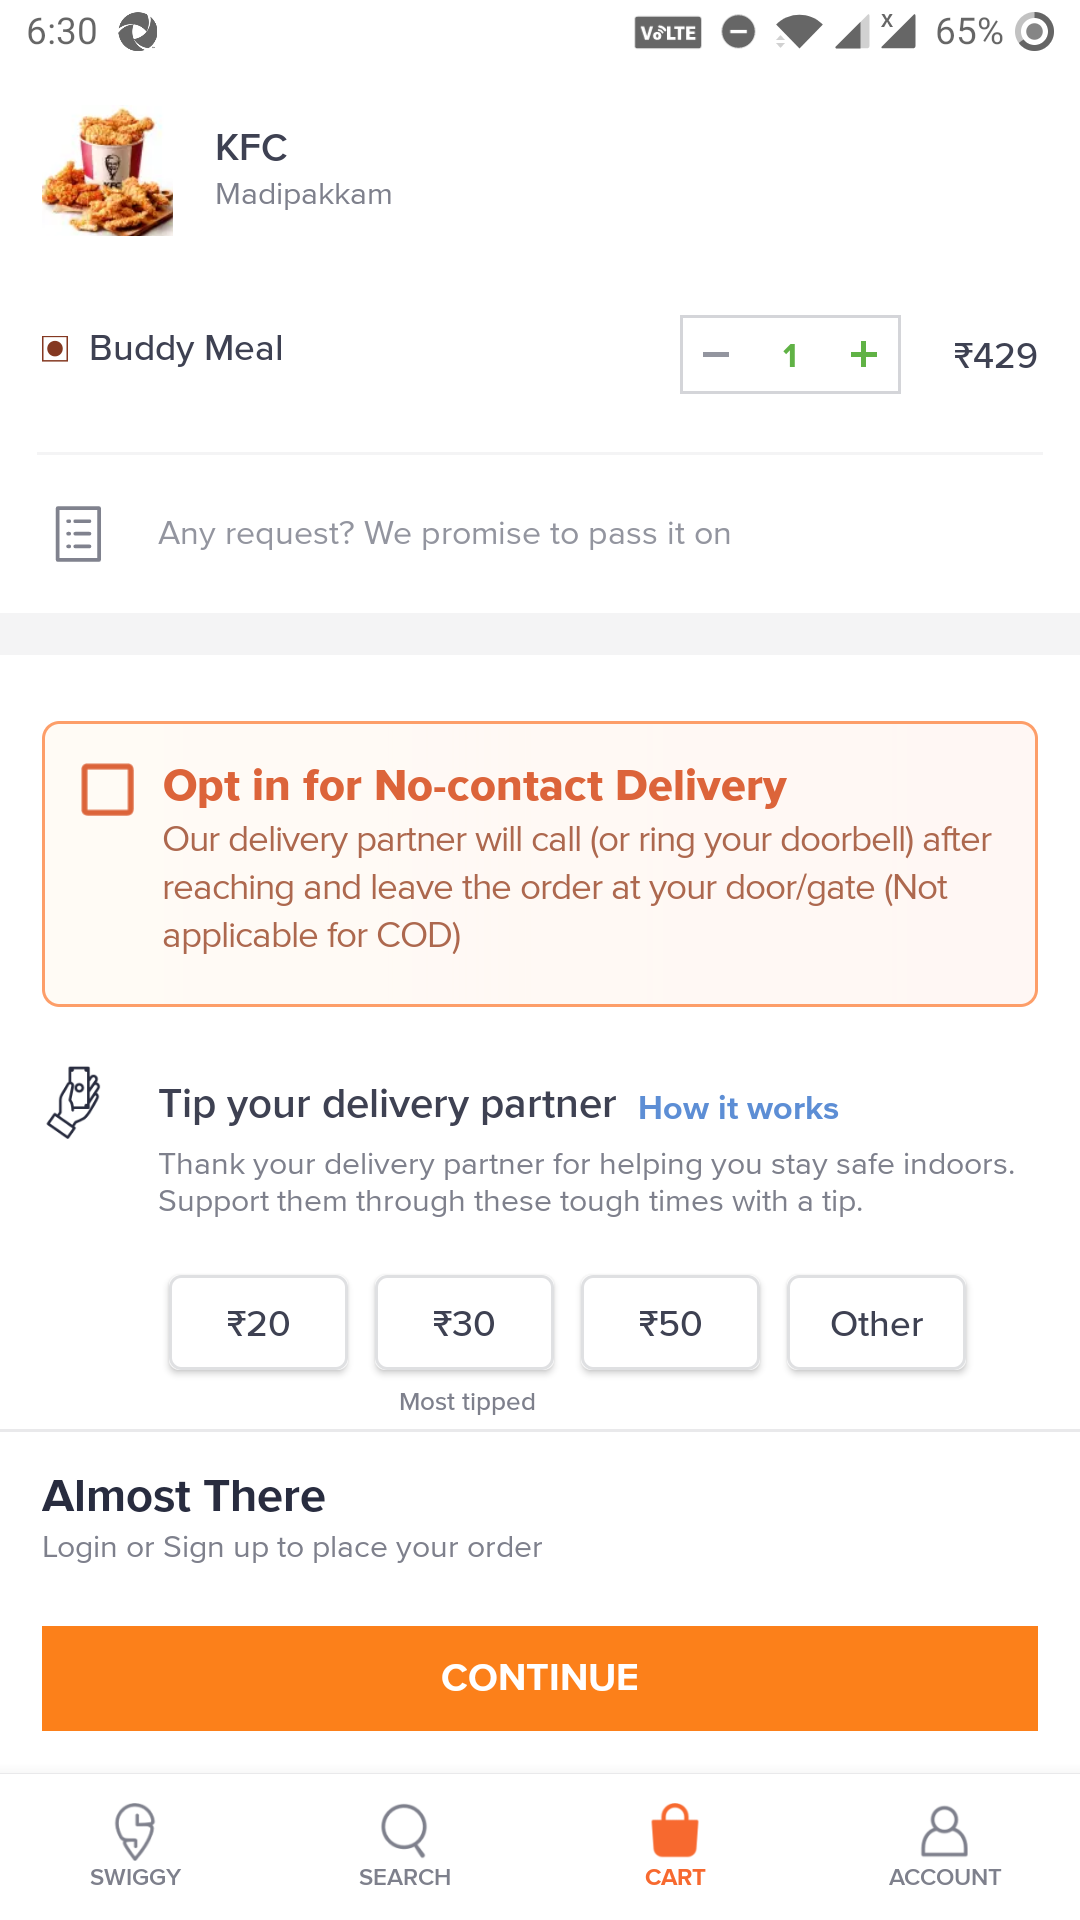 6:30
VoLTE
X
65%
KFC
Madipakkam
Buddy Meal
1
₹429
Any request? We promise to pass it on
Opt in for No-contact Delivery
Our delivery partner will call (or ring your doorbell) after
reaching and leave the order at your door/gate (Not
applicable for COD)
Tip your delivery partner How it works
Thank your delivery partner for helping you stay safe indoors.
Support them through these tough times with a tip.
₹20
₹30
₹50
Other
Most tipped
Almost There
Login or Sign up to place your order
CONTINUE
SWIGGY
SEARCH
CART
ACCOUNT